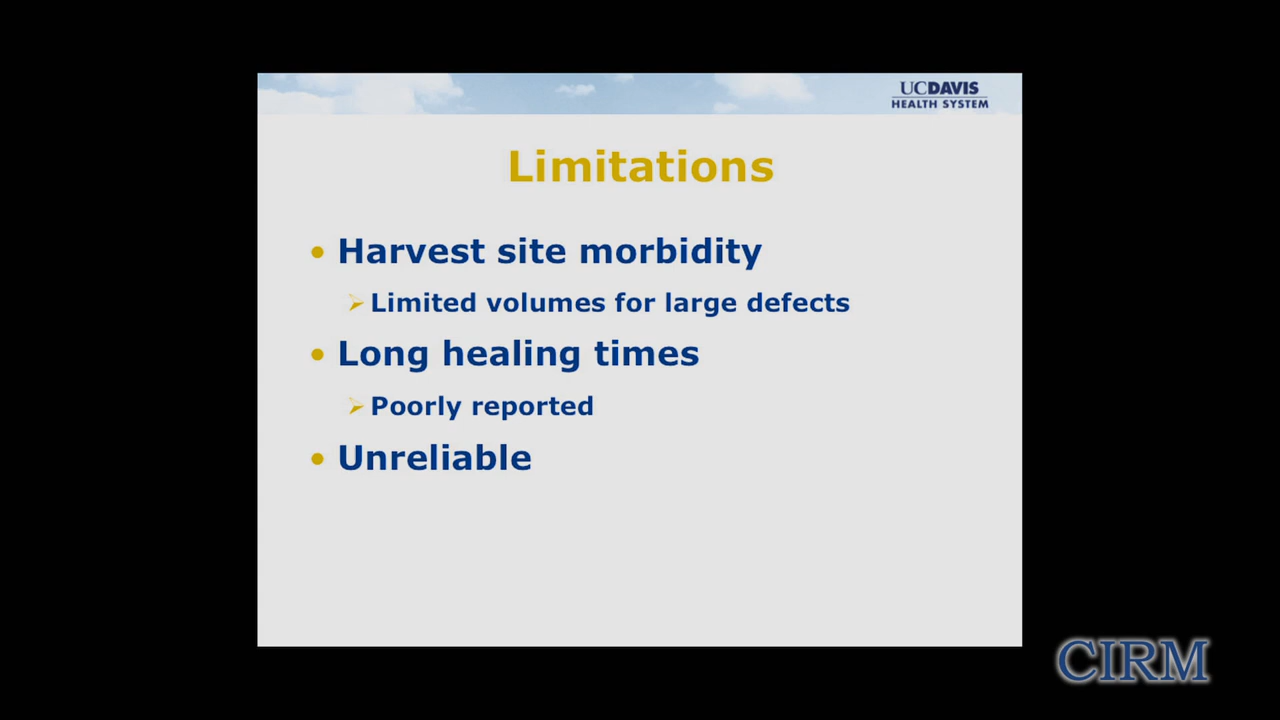 UCDAVIS
HEALTH SYSTEM
Limitations
• Harvest site morbidity
➢ Limited volumes for large defects
• Long healing times
➢ Poorly reported
• Unreliable
CIRM